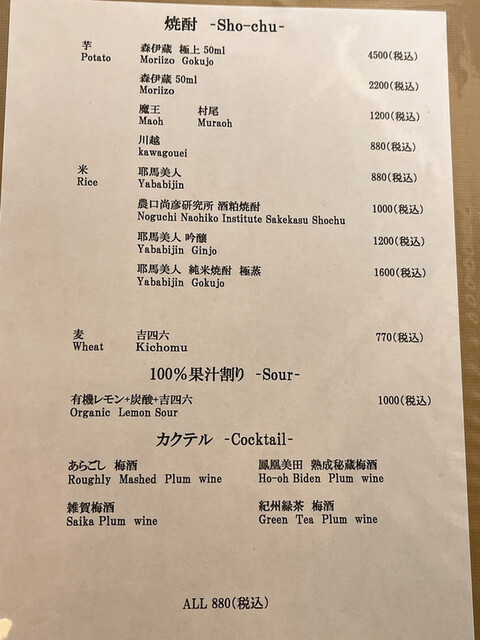 焼酎 -Sho-chu-
芋 森伊蔵 極上 50ml
Potato Moriizo Gokujo 4500(税込)
森伊蔵 50ml
Moriizo 2200(税込)
魔王 村尾
Maoh Muraoh 1200(税込)
川越
kawagouei 880(税込)
米 耶馬美人
Rice Yababijin 880(税込)
農口尚彦研究所 酒粕焼酎
Noguchi Naohiko Institute Sakekasu Shochu 1000(税込)
耶馬美人 吟醸
Yababijin Ginjo 1200(税込)
耶馬美人 純米焼酎 極蒸
Yababijin Gokujo 1600(税込)
麦 吉四六
Wheat Kichomu 770(税込)
100%果汁割り -Sour-
有機レモン+炭酸+吉四六
Organic Lemon Sour 1000(税込)
カクテル -Cocktail-
あらごし 梅酒 鳳凰美田 熟成秘蔵梅酒
Roughly Mashed Plum wine Ho-oh Biden Plum wine
雑賀梅酒 紀州緑茶 梅酒
Saika Plum wine Green Tea Plum wine
ALL 880(税込)